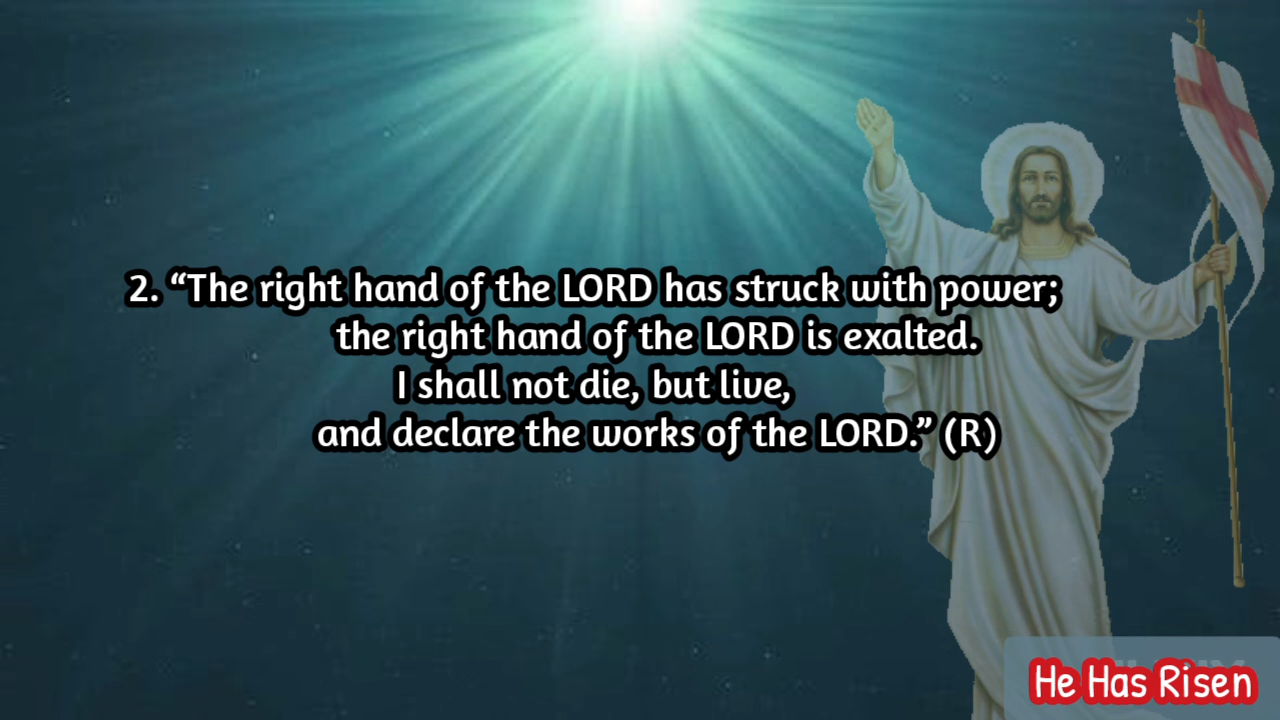 2. “The right hand of the LORD has struck with power;
the right hand of the LORD is exalted.
I shall not die, but live,
and declare the works of the LORD.” (R)
He Has Risen